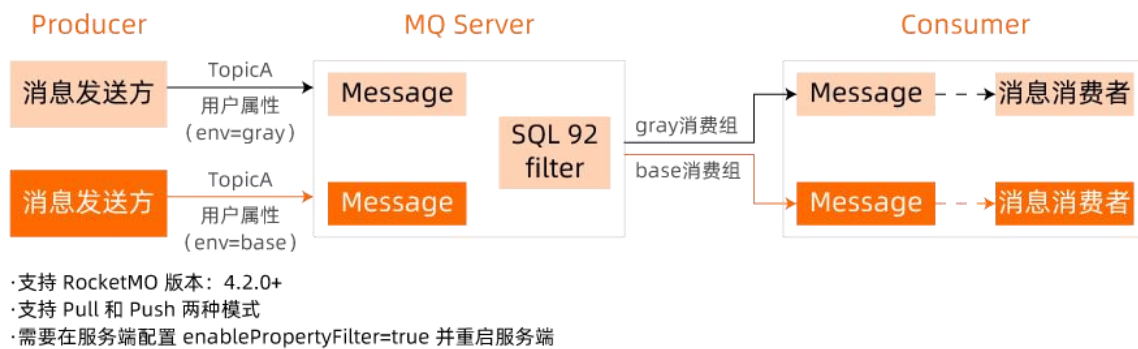 Producer
MQ Server
Consumer
消息发送方
TopicA
用户属性
(env=gray)
Message
SQL 92
filter
gray消费组
Message
消息消费者
消息发送方
TopicA
用户属性
(env=base)
Message
base消费组
Message
消息消费者
·支持 RocketMO 版本：4.2.0+
·支持 Pull 和 Push 两种模式
·需要在服务端配置 enablePropertyFilter=true 并重启服务端